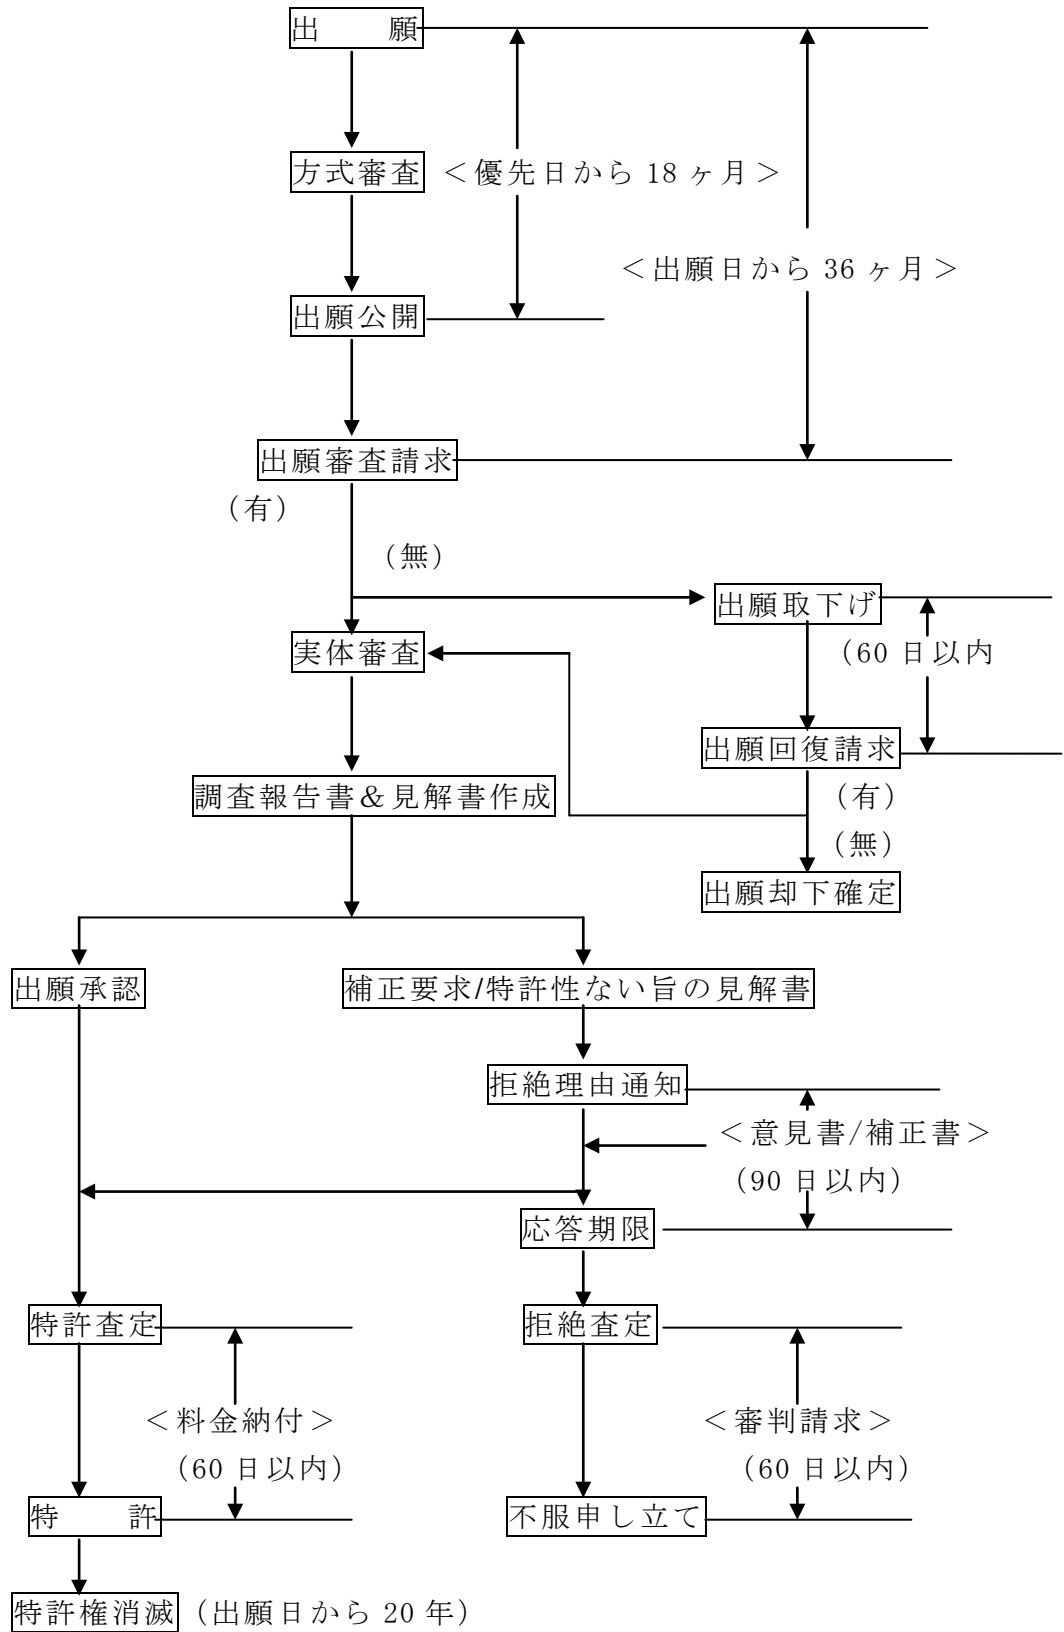 出　　願
方式審査
＜優先日から 18 ヶ月＞
＜出願日から 36 ヶ月＞
出願公開
出願審査請求
（有）
（無）
出願取下げ
実体審査
（60 日以内
出願回復請求
調査報告書＆見解書作成
（有）
（無）
出願却下確定
出願承認
補正要求/特許性ない旨の見解書
拒絶理由通知
＜意見書/補正書＞
（90 日以内）
応答期限
特許査定
拒絶査定
＜料金納付＞
＜審判請求＞
（60 日以内）
（60 日以内）
特　　許
不服申し立て
特許権消滅
（出願日から 20 年）